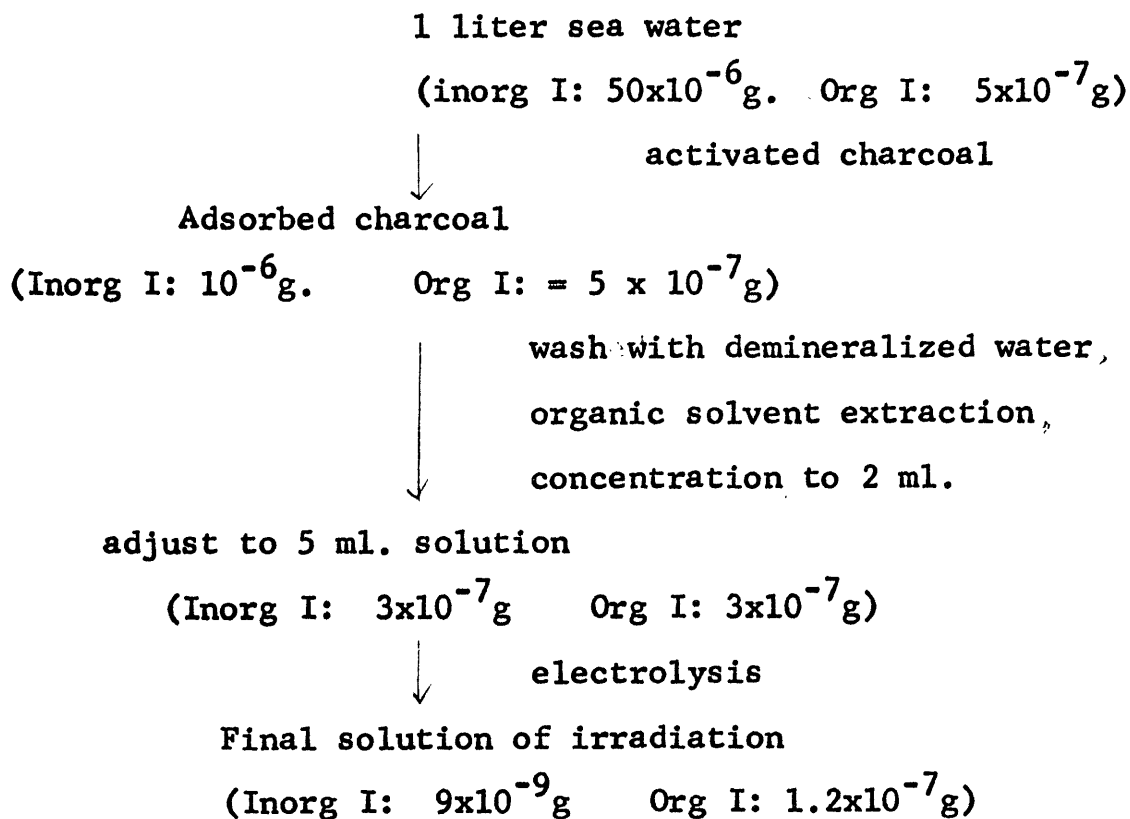 1 liter sea water
(inorg I: 50x10⁻⁶g. Org I: 5x10⁻⁷g)
activated charcoal
Adsorbed charcoal
(Inorg I: 10⁻⁶g. Org I: = 5 x 10⁻⁷g)
wash with demineralized water,
organic solvent extraction,
concentration to 2 ml.
adjust to 5 ml. solution
(Inorg I: 3x10⁻⁷g Org I: 3x10⁻⁷g)
electrolysis
Final solution of irradiation
(Inorg I: 9x10⁻⁹g Org I: 1.2x10⁻⁷g)